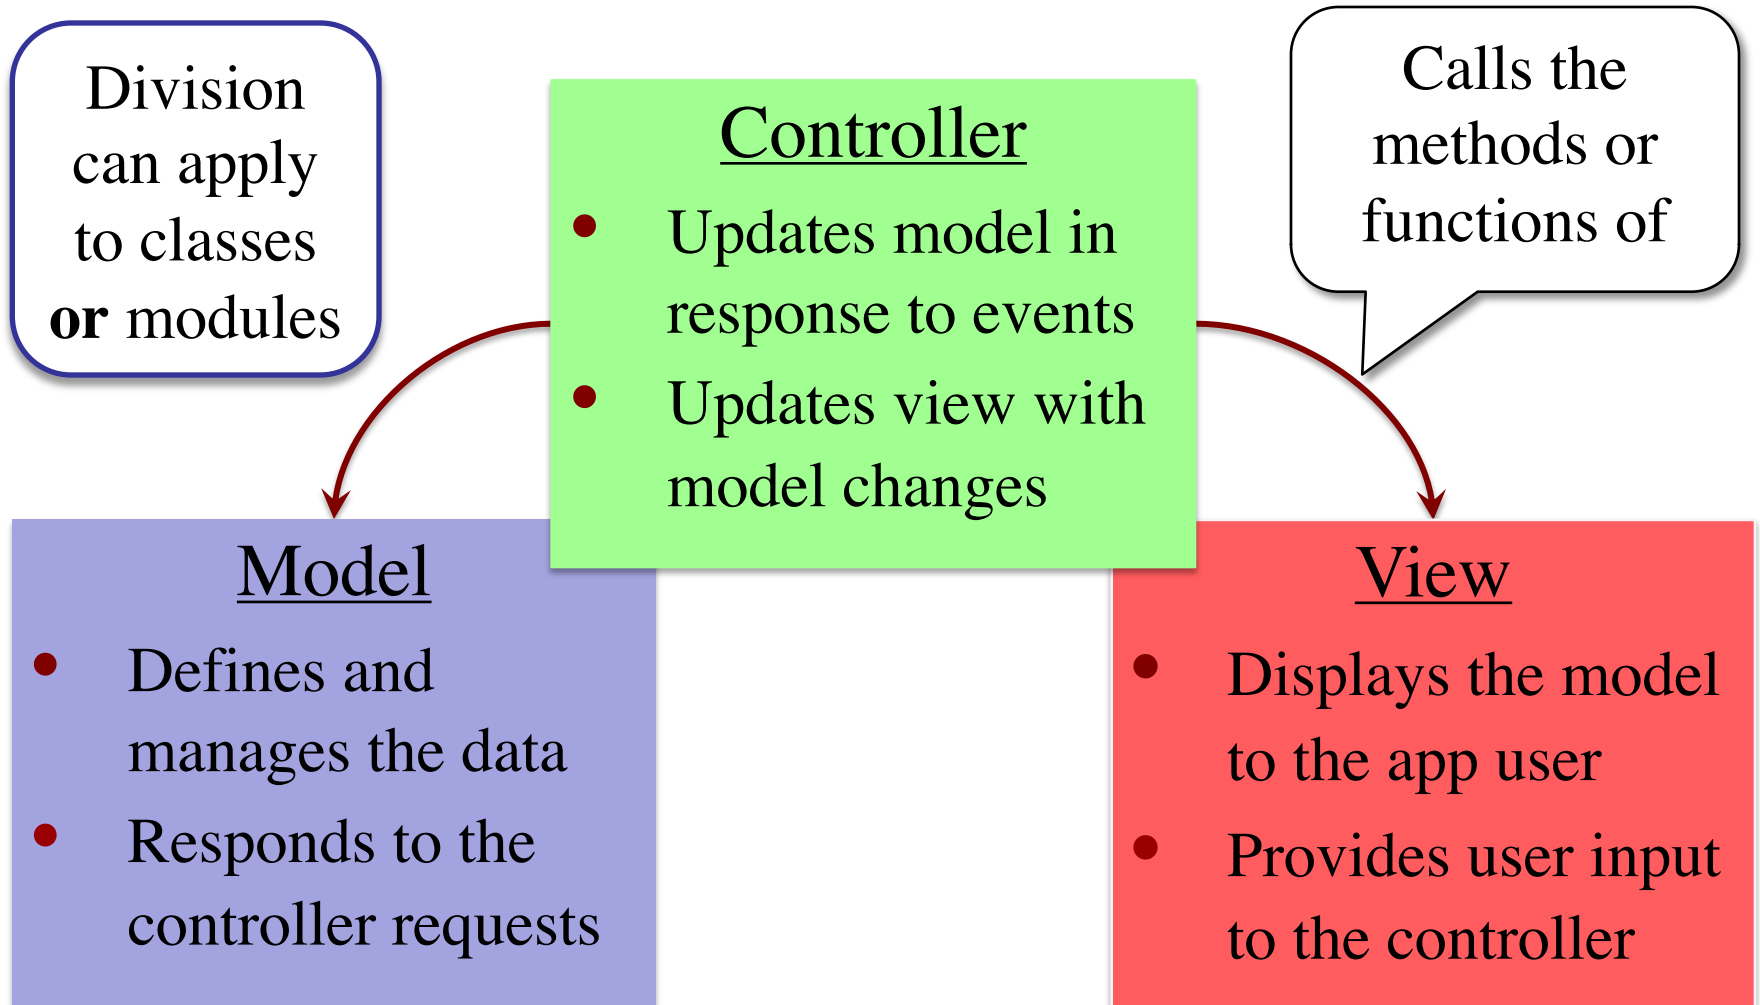 Division
can apply
to classes
or modules
Controller
• Updates model in
response to events
• Updates view with
model changes
Calls the
methods or
functions of
Model
• Defines and
manages the data
• Responds to the
controller requests
View
• Displays the model
to the app user
• Provides user input
to the controller